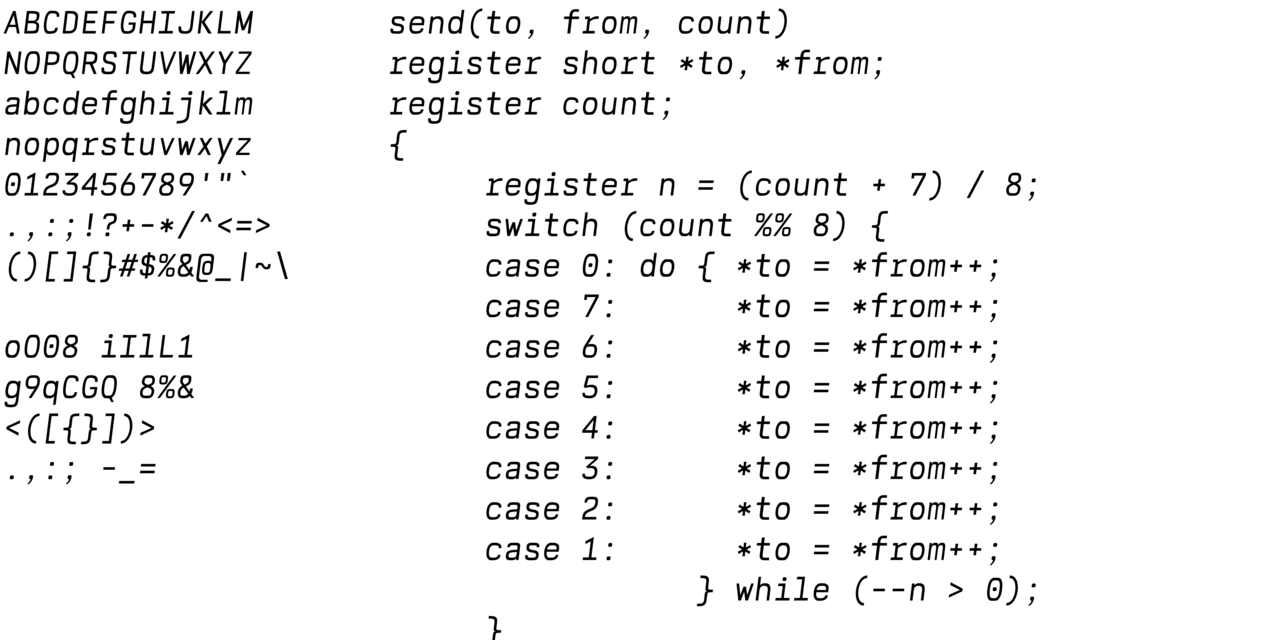 ABCDEFGHIJKLM
NOPQRSTUVWXYZ
abcdefghijklm
nopqrstuvwxyz
0123456789'"`
.,:;!?+-*/^<=>
()[]{}#$%&@_|~\

oO08 iIlL1
g9qCGQ 8%&
<([{}])>
.,:; -_=

send(to, from, count)
register short *to, *from;
register count;
{
     register n = (count + 7) / 8;
     switch (count %% 8) {
     case 0: do { *to = *from++;
     case 7:      *to = *from++;
     case 6:      *to = *from++;
     case 5:      *to = *from++;
     case 4:      *to = *from++;
     case 3:      *to = *from++;
     case 2:      *to = *from++;
     case 1:      *to = *from++;
                } while (--n > 0);
     }